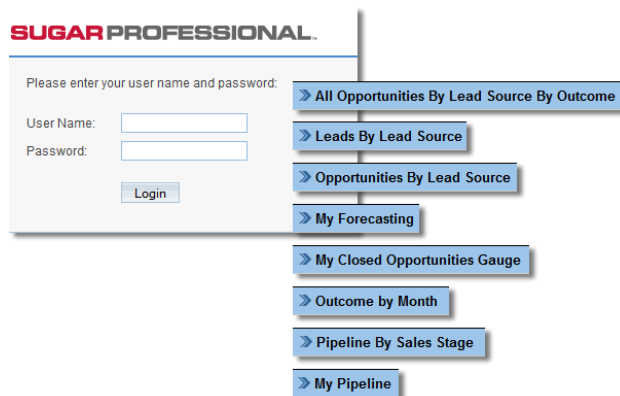 SUGAR PROFESSIONAL™
Please enter your user name and password:
User Name:
Password:
Login
All Opportunities By Lead Source By Outcome
Leads By Lead Source
Opportunities By Lead Source
My Forecasting
My Closed Opportunities Gauge
Outcome by Month
Pipeline By Sales Stage
My Pipeline